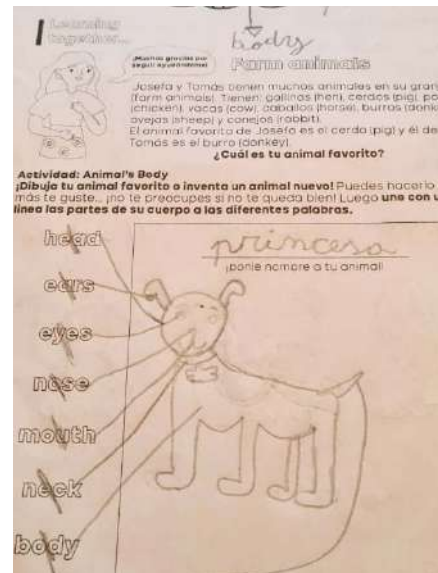 Learning
together...
body
¡Muchas gracias por
seguir ayudándome!
Farm animals
Josefa y Tomás tienen muchos animales en su gran
(farm animals). Tienen: gallinas (hen), cerdos (pig), po
(chicken), vacas (cow), caballos (horse), burros (donk
ovejas (sheep) y conejos (rabbit).
El animal favorito de Josefa es el cerdo (pig) y el de
Tomás es el burro (donkey).
¿Cuál es tu animal favorito?
Actividad: Animal's Body
¡Dibuja tu animal favorito o inventa un animal nuevo! Puedes hacerlo
más te guste... ¡no te preocupes si no te queda bien! Luego une con u
línea las partes de su cuerpo a las diferentes palabras.
head
princesa
¡ponle nombre a tu animal!
ears
eyes
nose
mouth
neck
body